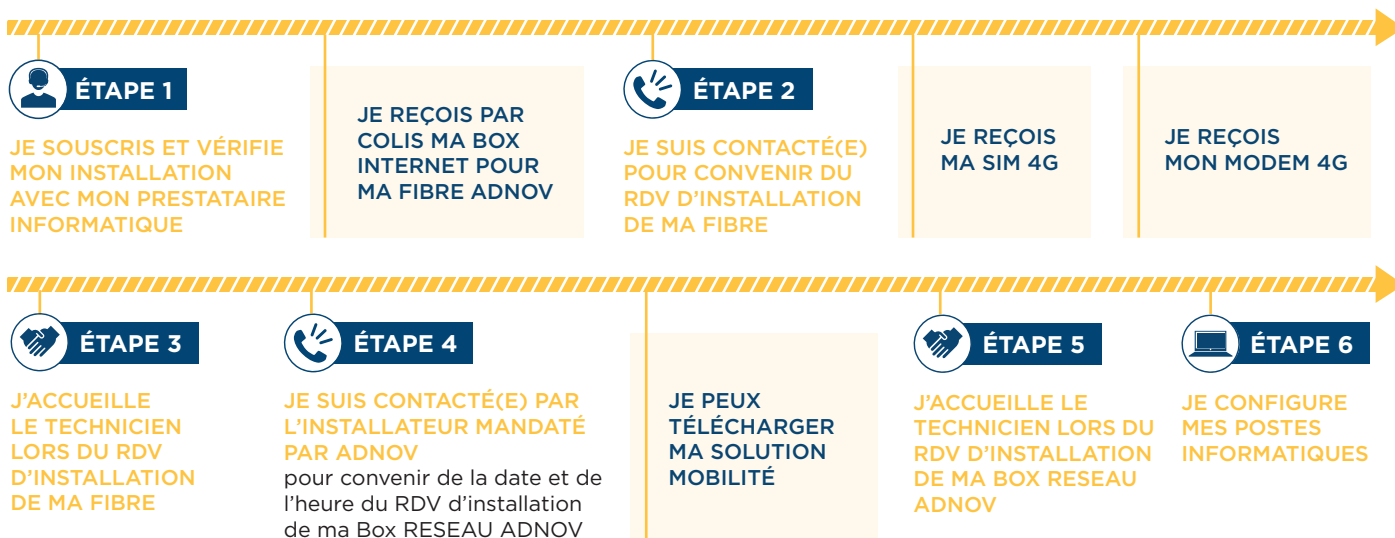 ÉTAPE 1
JE SOUSCRIS ET VÉRIFIE
MON INSTALLATION
AVEC MON PRESTATAIRE
INFORMATIQUE
JE REÇOIS PAR
COLIS MA BOX
INTERNET POUR
MA FIBRE ADNOV
ÉTAPE 2
JE SUIS CONTACTÉ(E)
POUR CONVENIR DU
RDV D’INSTALLATION
DE MA FIBRE
JE REÇOIS
MA SIM 4G
JE REÇOIS
MON MODEM 4G
ÉTAPE 3
J’ACCUEILLE
LE TECHNICIEN
LORS DU RDV
D’INSTALLATION
DE MA FIBRE
ÉTAPE 4
JE SUIS CONTACTÉ(E) PAR
L’INSTALLATEUR MANDATÉ
PAR ADNOV
pour convenir de la date et de
l’heure du RDV d’installation
de ma Box RESEAU ADNOV
JE PEUX
TÉLÉCHARGER
MA SOLUTION
MOBILITÉ
ÉTAPE 5
J’ACCUEILLE LE
TECHNICIEN LORS DU
RDV D’INSTALLATION
DE MA BOX RESEAU
ADNOV
ÉTAPE 6
JE CONFIGURE
MES POSTES
INFORMATIQUES